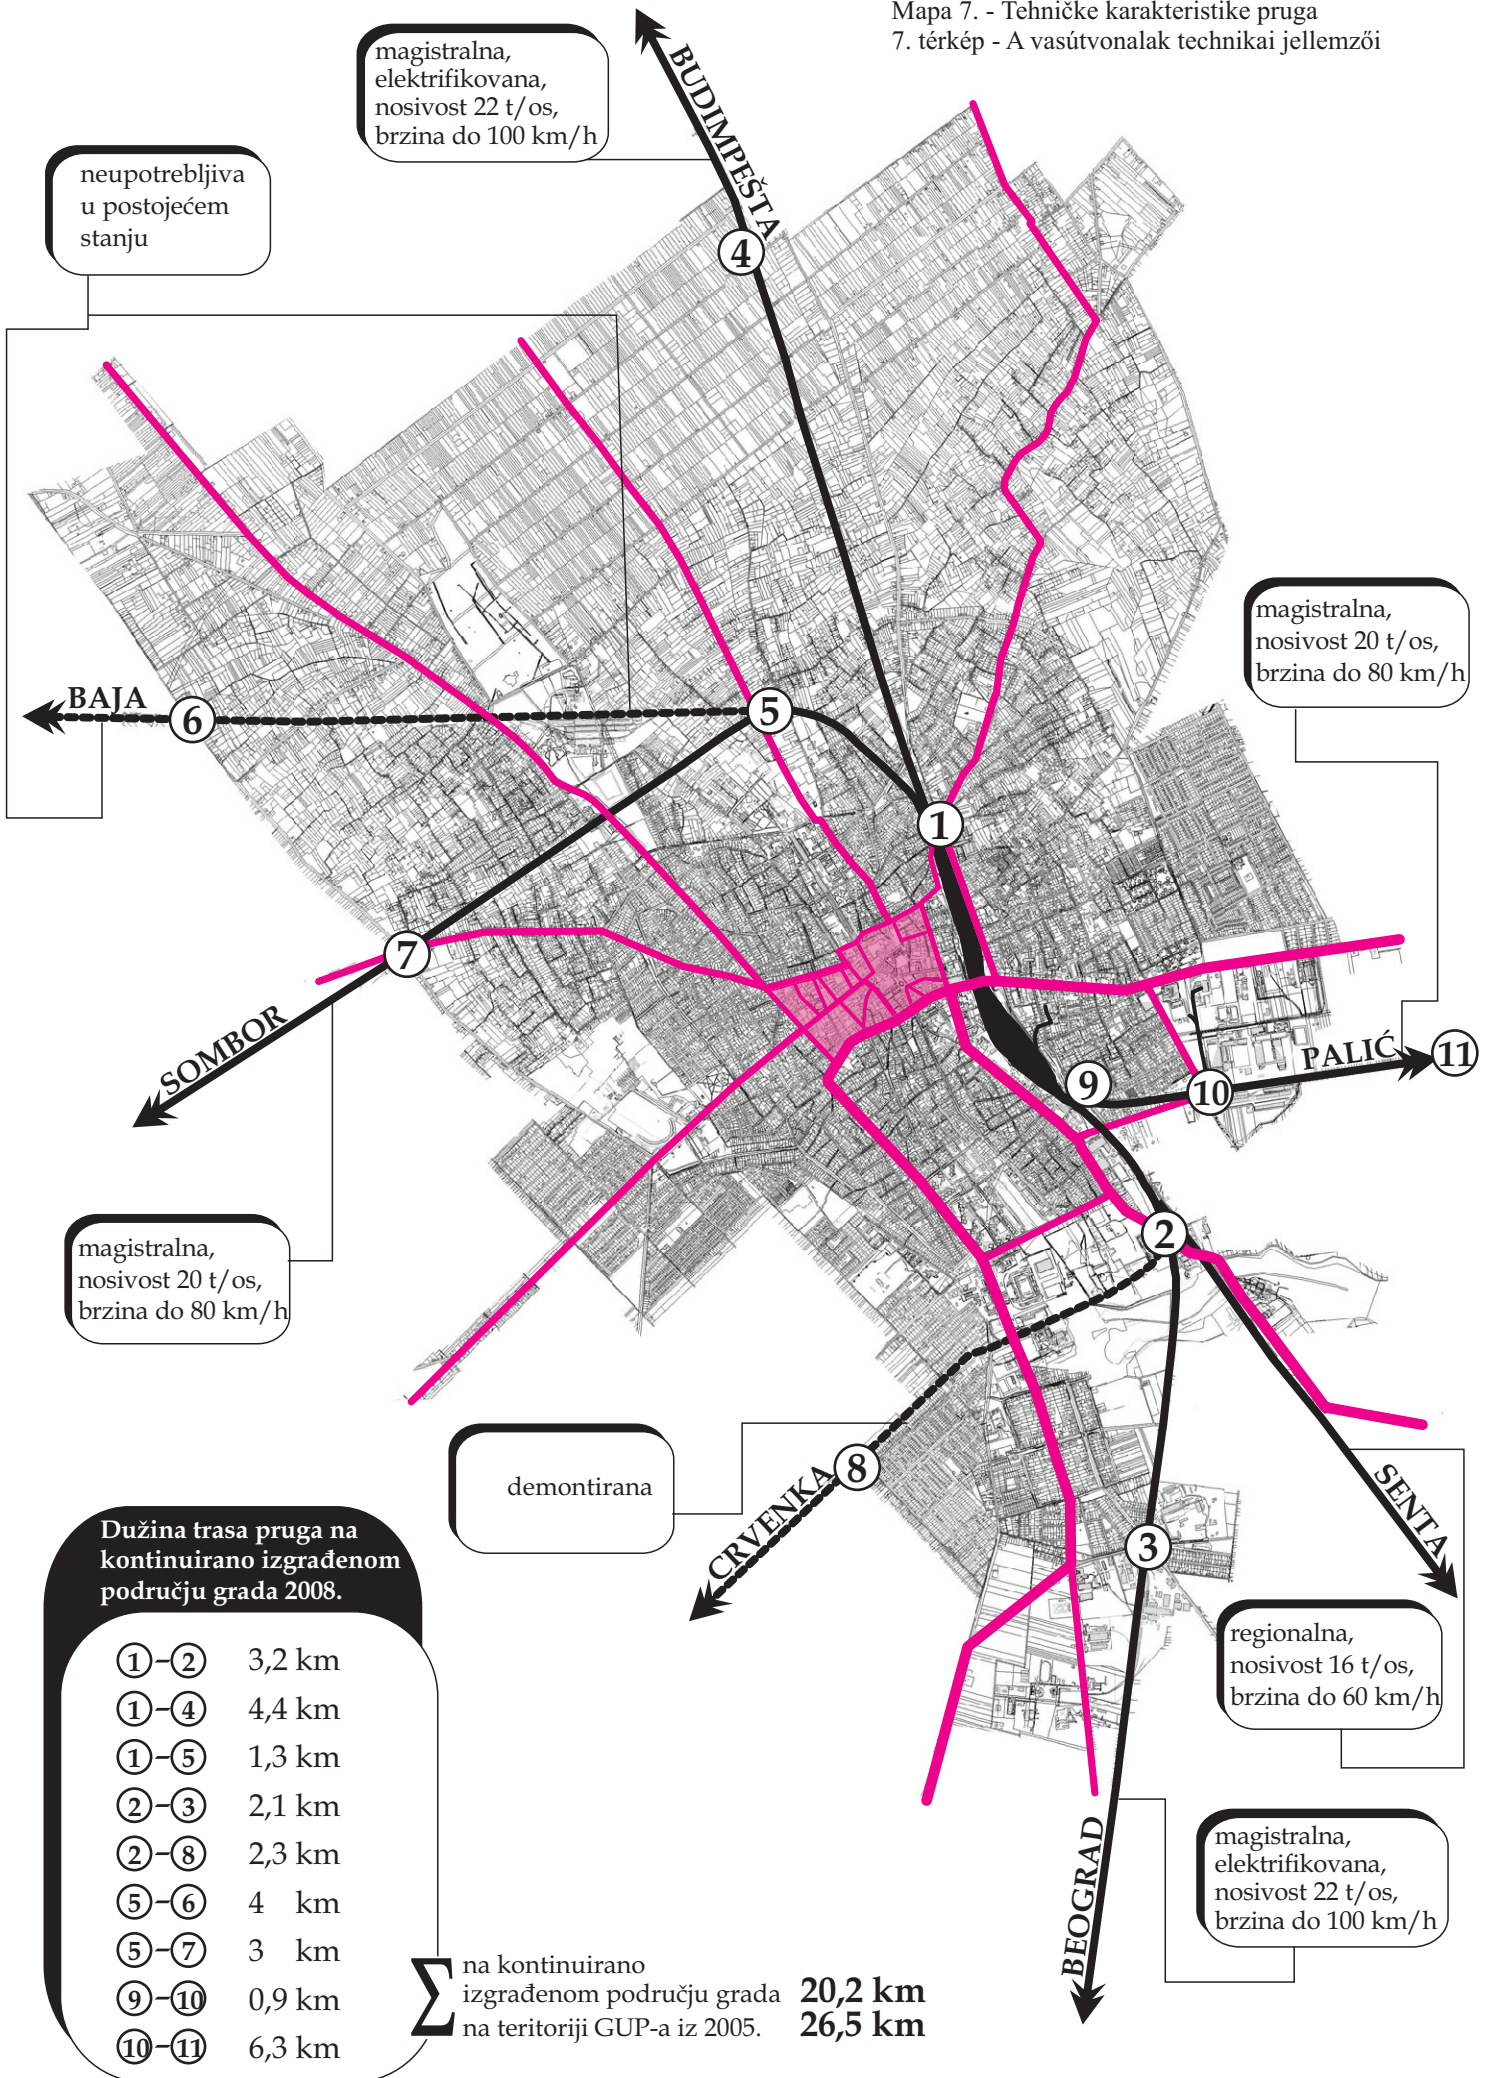 Mapa 7. - Tehničke karakteristike pruga
7. térkép - A vasútvonalak technikai jellemzői
magistralna,
elektrifikovana,
nosivost 22 t/os,
brzina do 100 km/h
BUDIMPEŠTA
neupotrebljiva
u postojećem
stanju
4
magistralna,
nosivost 20 t/os,
brzina do 80 km/h
BAJA
6
5
1
7
SOMBOR
PALIĆ
11
9
10
2
magistralna,
nosivost 20 t/os,
brzina do 80 km/h
demontirana
8
CRVENKA
SENTA
3
regionalna,
nosivost 16 t/os,
brzina do 60 km/h
magistralna,
elektrifikovana,
nosivost 22 t/os,
brzina do 100 km/h
BEOGRAD
Dužina trasa pruga na
kontinuirano izgrađenom
području grada 2008.
1-2 3,2 km
1-4 4,4 km
1-5 1,3 km
2-3 2,1 km
2-8 2,3 km
5-6 4 km
5-7 3 km
9-10 0,9 km
10-11 6,3 km
∑ na kontinuirano
izgrađenom području grada 20,2 km
na teritoriji GUP-a iz 2005. 26,5 km